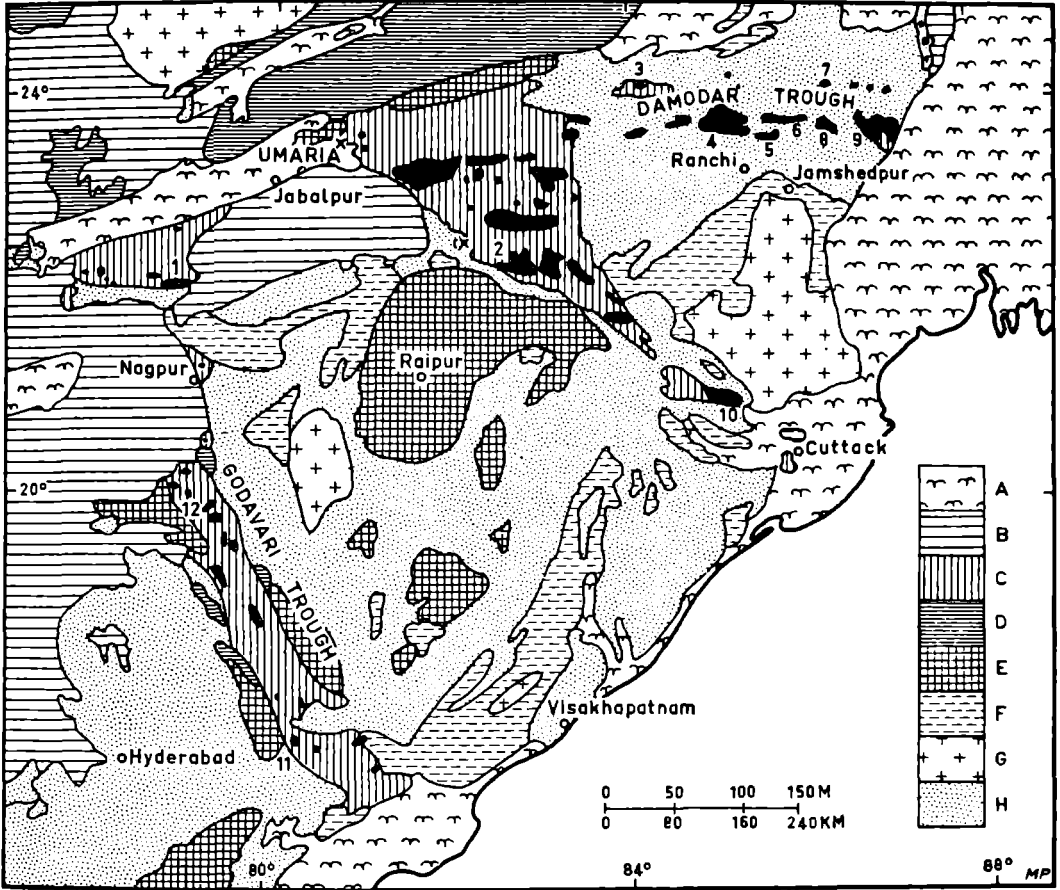 24°
3
7
DAMODAR TROUGH
4
5
6
8
9
Ranchi
Jamshedpur
UMARIA
Jabalpur
1
2
Nagpur
Raipur
10
Cuttack
20°
12
GODAVARI TROUGH
11
Hyderabad
Visakhapatnam
A
B
C
D
E
F
G
H
0 50 100 150 M
0 80 160 240 KM
80°
84°
88°
MP